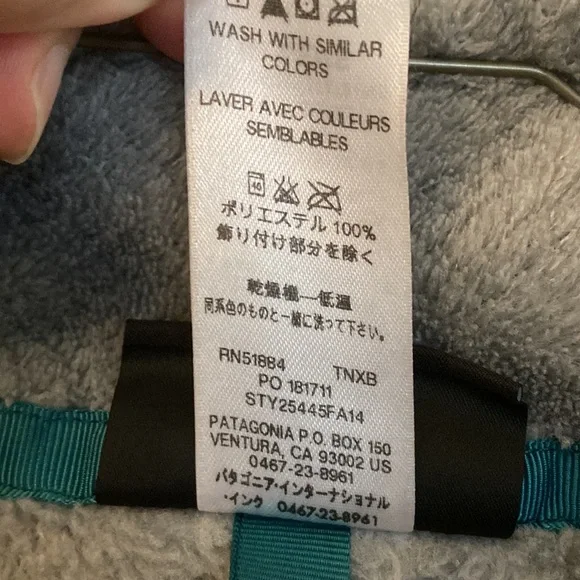 WASH WITH SIMILAR
COLORS
LAVER AVEC COULEURS
SEMBLABLES
40
ポリエステル 100%
飾り付け部分を除く
乾燥機—低温
同系色のものと一緒に洗って下さい。
RN51884 TNXB
PO 181711
STY25445FA14
PATAGONIA P.O. BOX 150
VENTURA, CA 93002 US
0467-23-8961
パタゴニア・インターナショナル
・インク 0467-23-8961